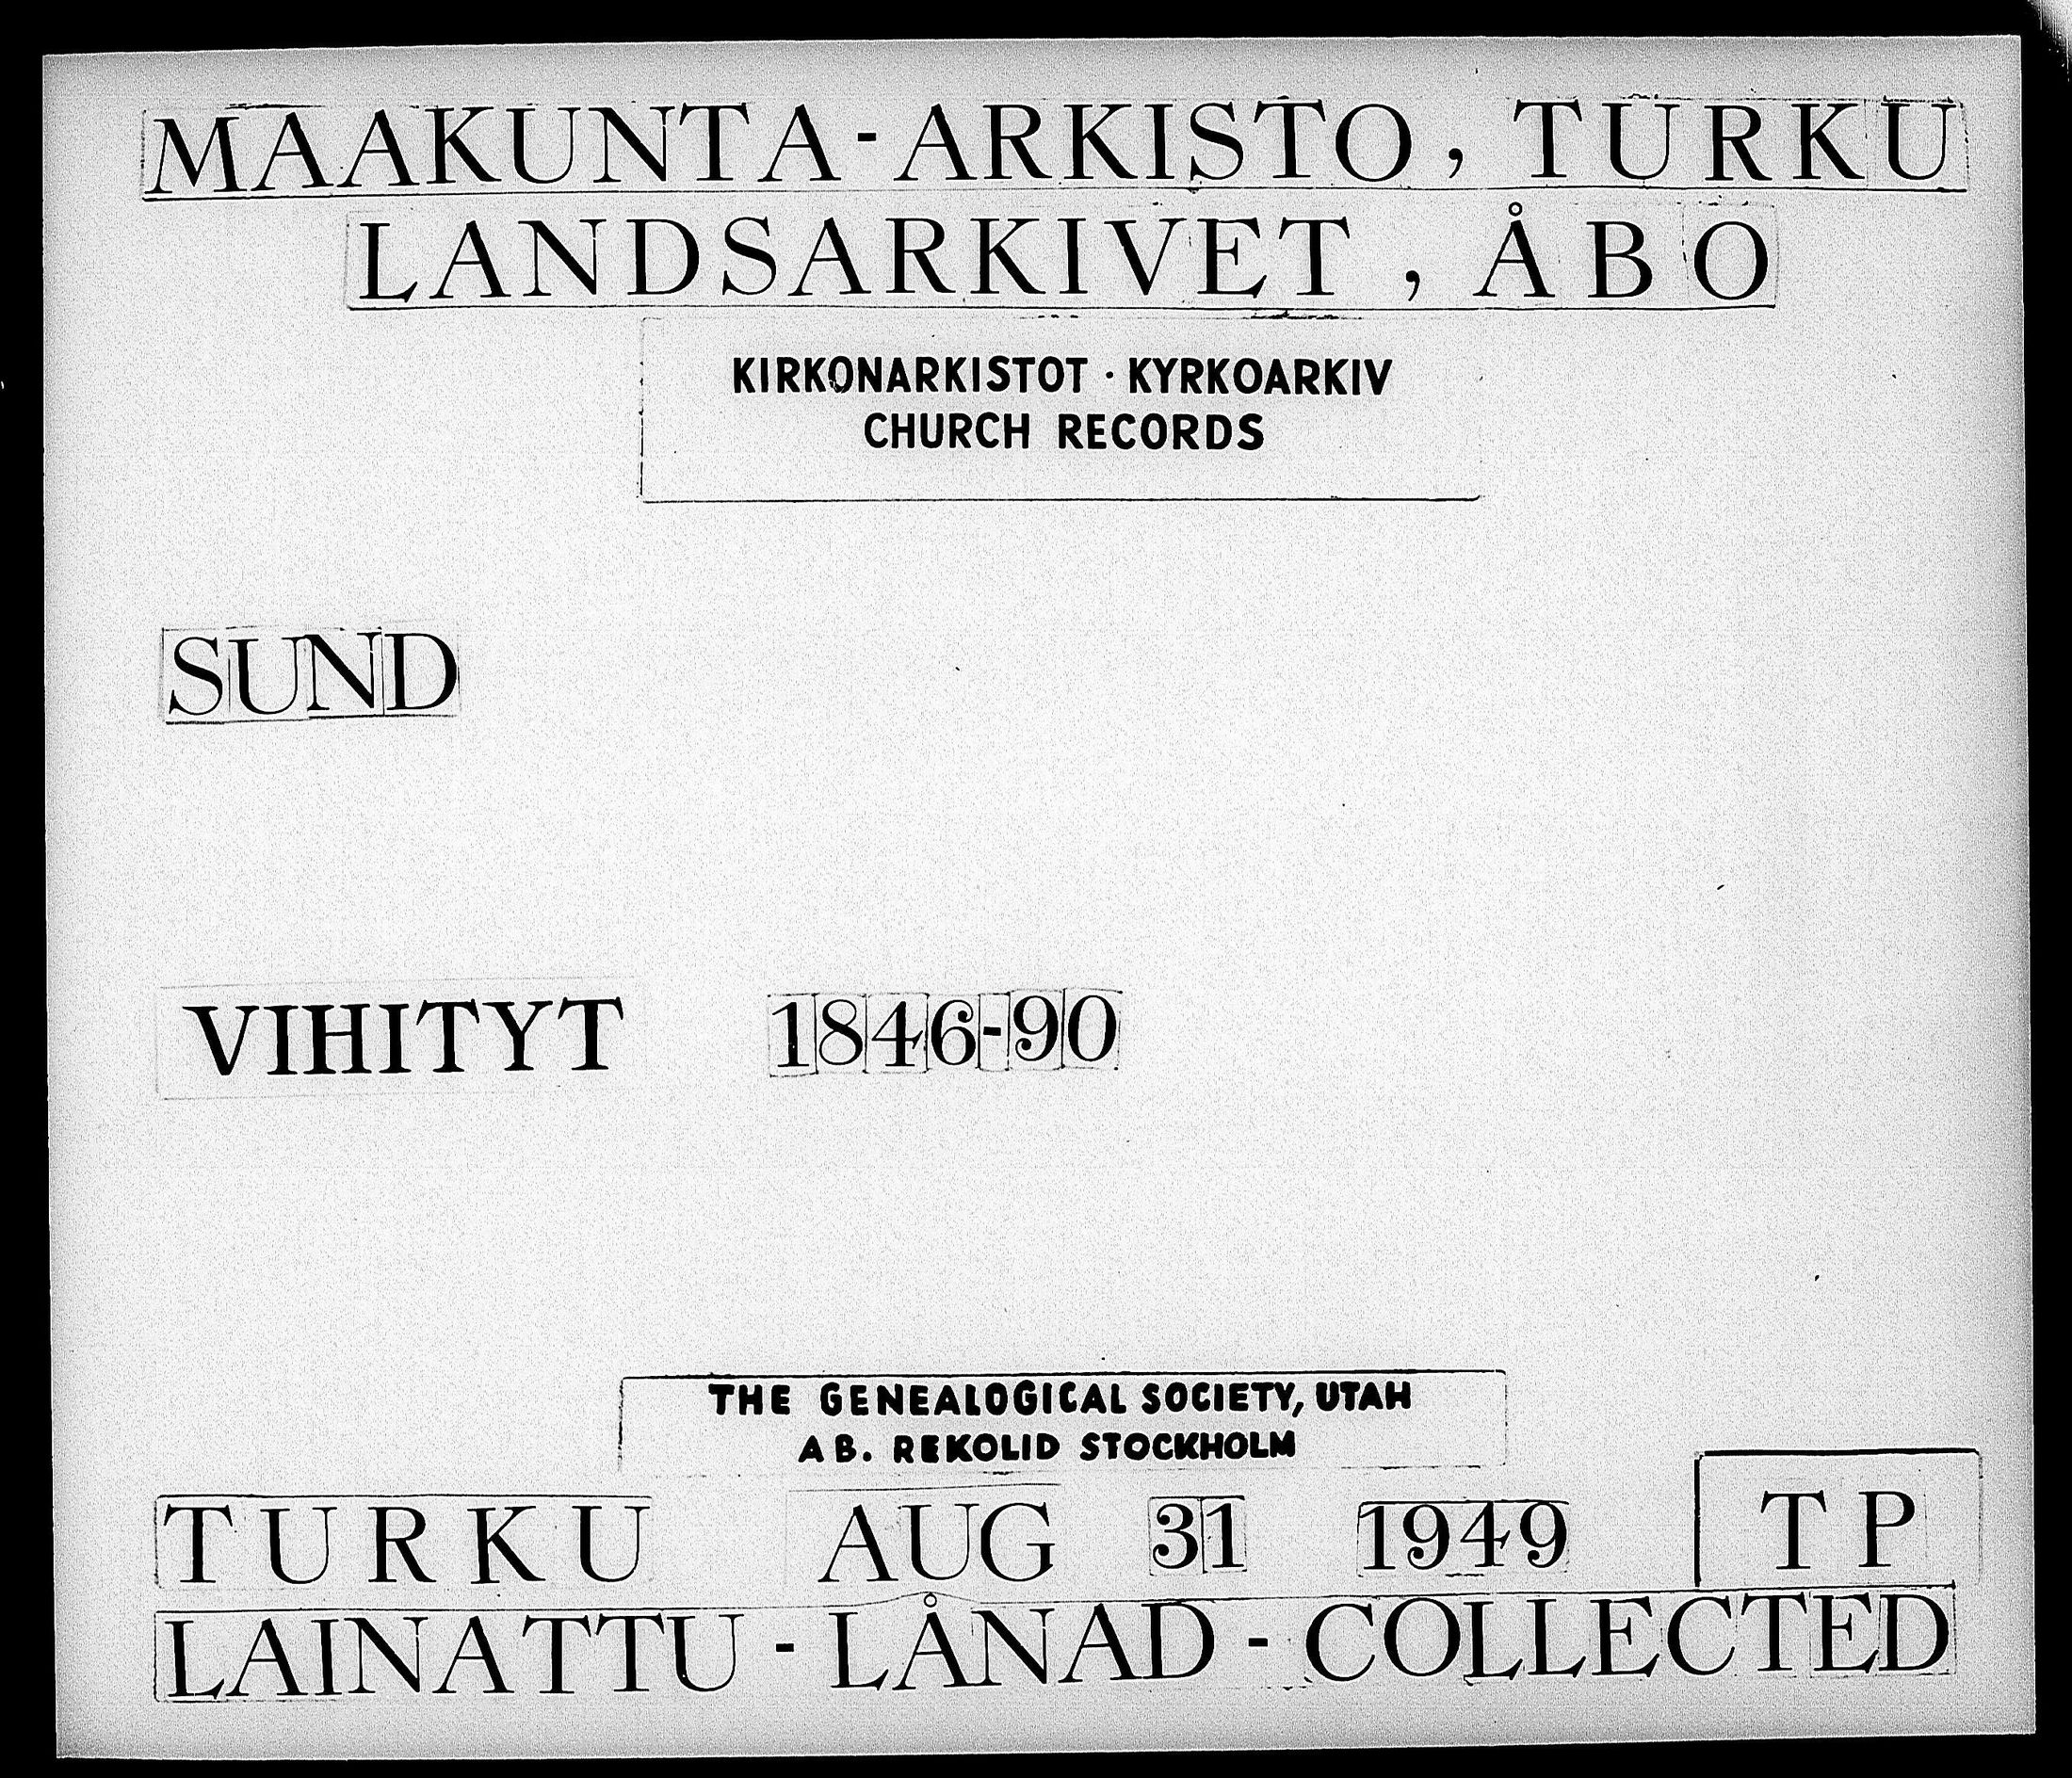 MAAKUNTA-ARKISTO, TURKU
LANDSARKIVET, ÅBO
KIRKONARKISTOT · KYRKOARKIV
CHURCH RECORDS
SUND
VIHITYT 1846-90
THE GENEALOGICAL SOCIETY, UTAH
AB. REKOLID STOCKHOLM
TURKU AUG 31 1949 TP
LAINATTU - LÅNAD - COLLECTED